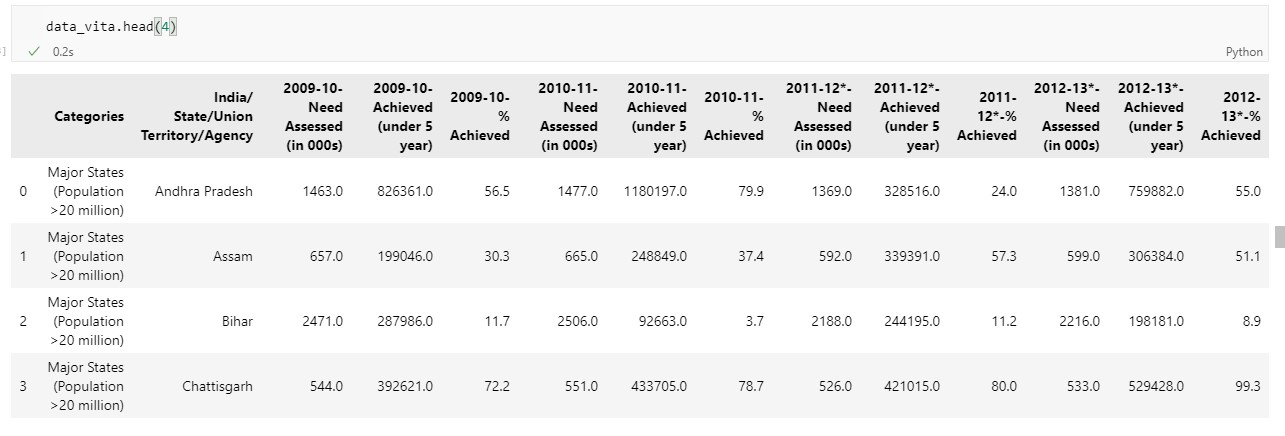 data_vita.head(4)
] ✓ 0.2s Python
Categories India/ State/Union Territory/Agency 2009-10- Need Assessed (in 000s) 2009-10- Achieved (under 5 year) 2009-10- % Achieved 2010-11- Need Assessed (in 000s) 2010-11- Achieved (under 5 year) 2010-11- % Achieved 2011-12*- Need Assessed (in 000s) 2011-12*- Achieved (under 5 year) 2011- 12*-% Achieved 2012-13*- Need Assessed (in 000s) 2012-13*- Achieved (under 5 year) 2012- 13*-% Achieved
0 Major States (Population >20 million) Andhra Pradesh 1463.0 826361.0 56.5 1477.0 1180197.0 79.9 1369.0 328516.0 24.0 1381.0 759882.0 55.0
1 Major States (Population >20 million) Assam 657.0 199046.0 30.3 665.0 248849.0 37.4 592.0 339391.0 57.3 599.0 306384.0 51.1
2 Major States (Population >20 million) Bihar 2471.0 287986.0 11.7 2506.0 92663.0 3.7 2188.0 244195.0 11.2 2216.0 198181.0 8.9
3 Major States (Population >20 million) Chattisgarh 544.0 392621.0 72.2 551.0 433705.0 78.7 526.0 421015.0 80.0 533.0 529428.0 99.3